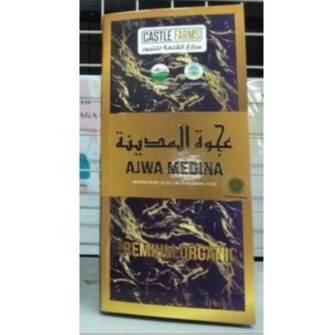 CASTLE FARMS
مزارع القلعة للتمور
عجوة المدينة
AJWA MEDINA
PREMIUM ORGANIC